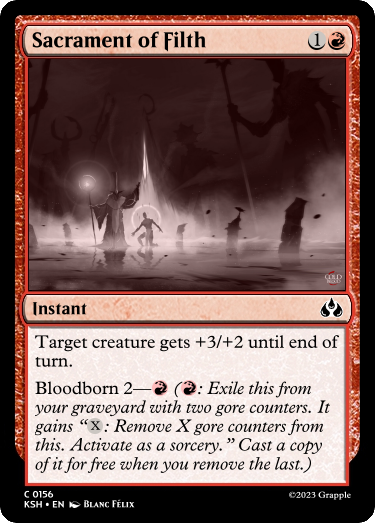 Sacrament of Filth 1
Instant
Target creature gets +3/+2 until end of
turn.
Bloodborn 2— (: Exile this from
your graveyard with two gore counters. It
gains “X: Remove X gore counters from
this. Activate as a sorcery.” Cast a copy
of it for free when you remove the last.)
C 0156
KSH • EN Blanc Félix
©2023 Grapple